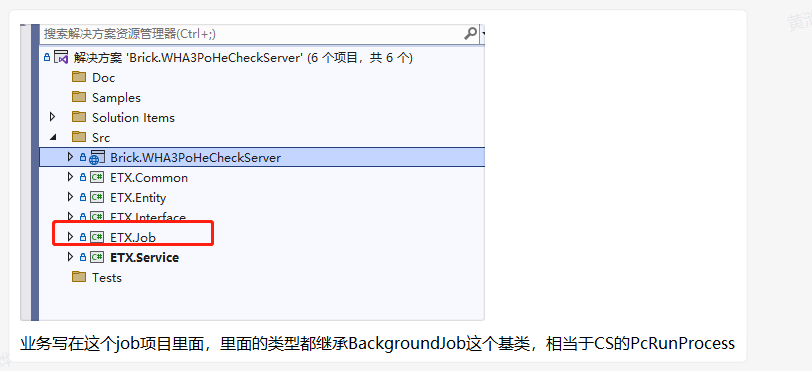 搜索解决方案资源管理器(Ctrl+;)
解决方案 'Brick.WHA3PoHeCheckServer' (6 个项目，共 6 个)
Doc
Samples
Solution Items
Src
Brick.WHA3PoHeCheckServer
ETX.Common
ETX.Entity
ETX.Interface
ETX.Job
ETX.Service
Tests
业务写在这个job项目里面，里面的类型都继承BackgroundJob这个基类，相当于CS的PcRunProcess